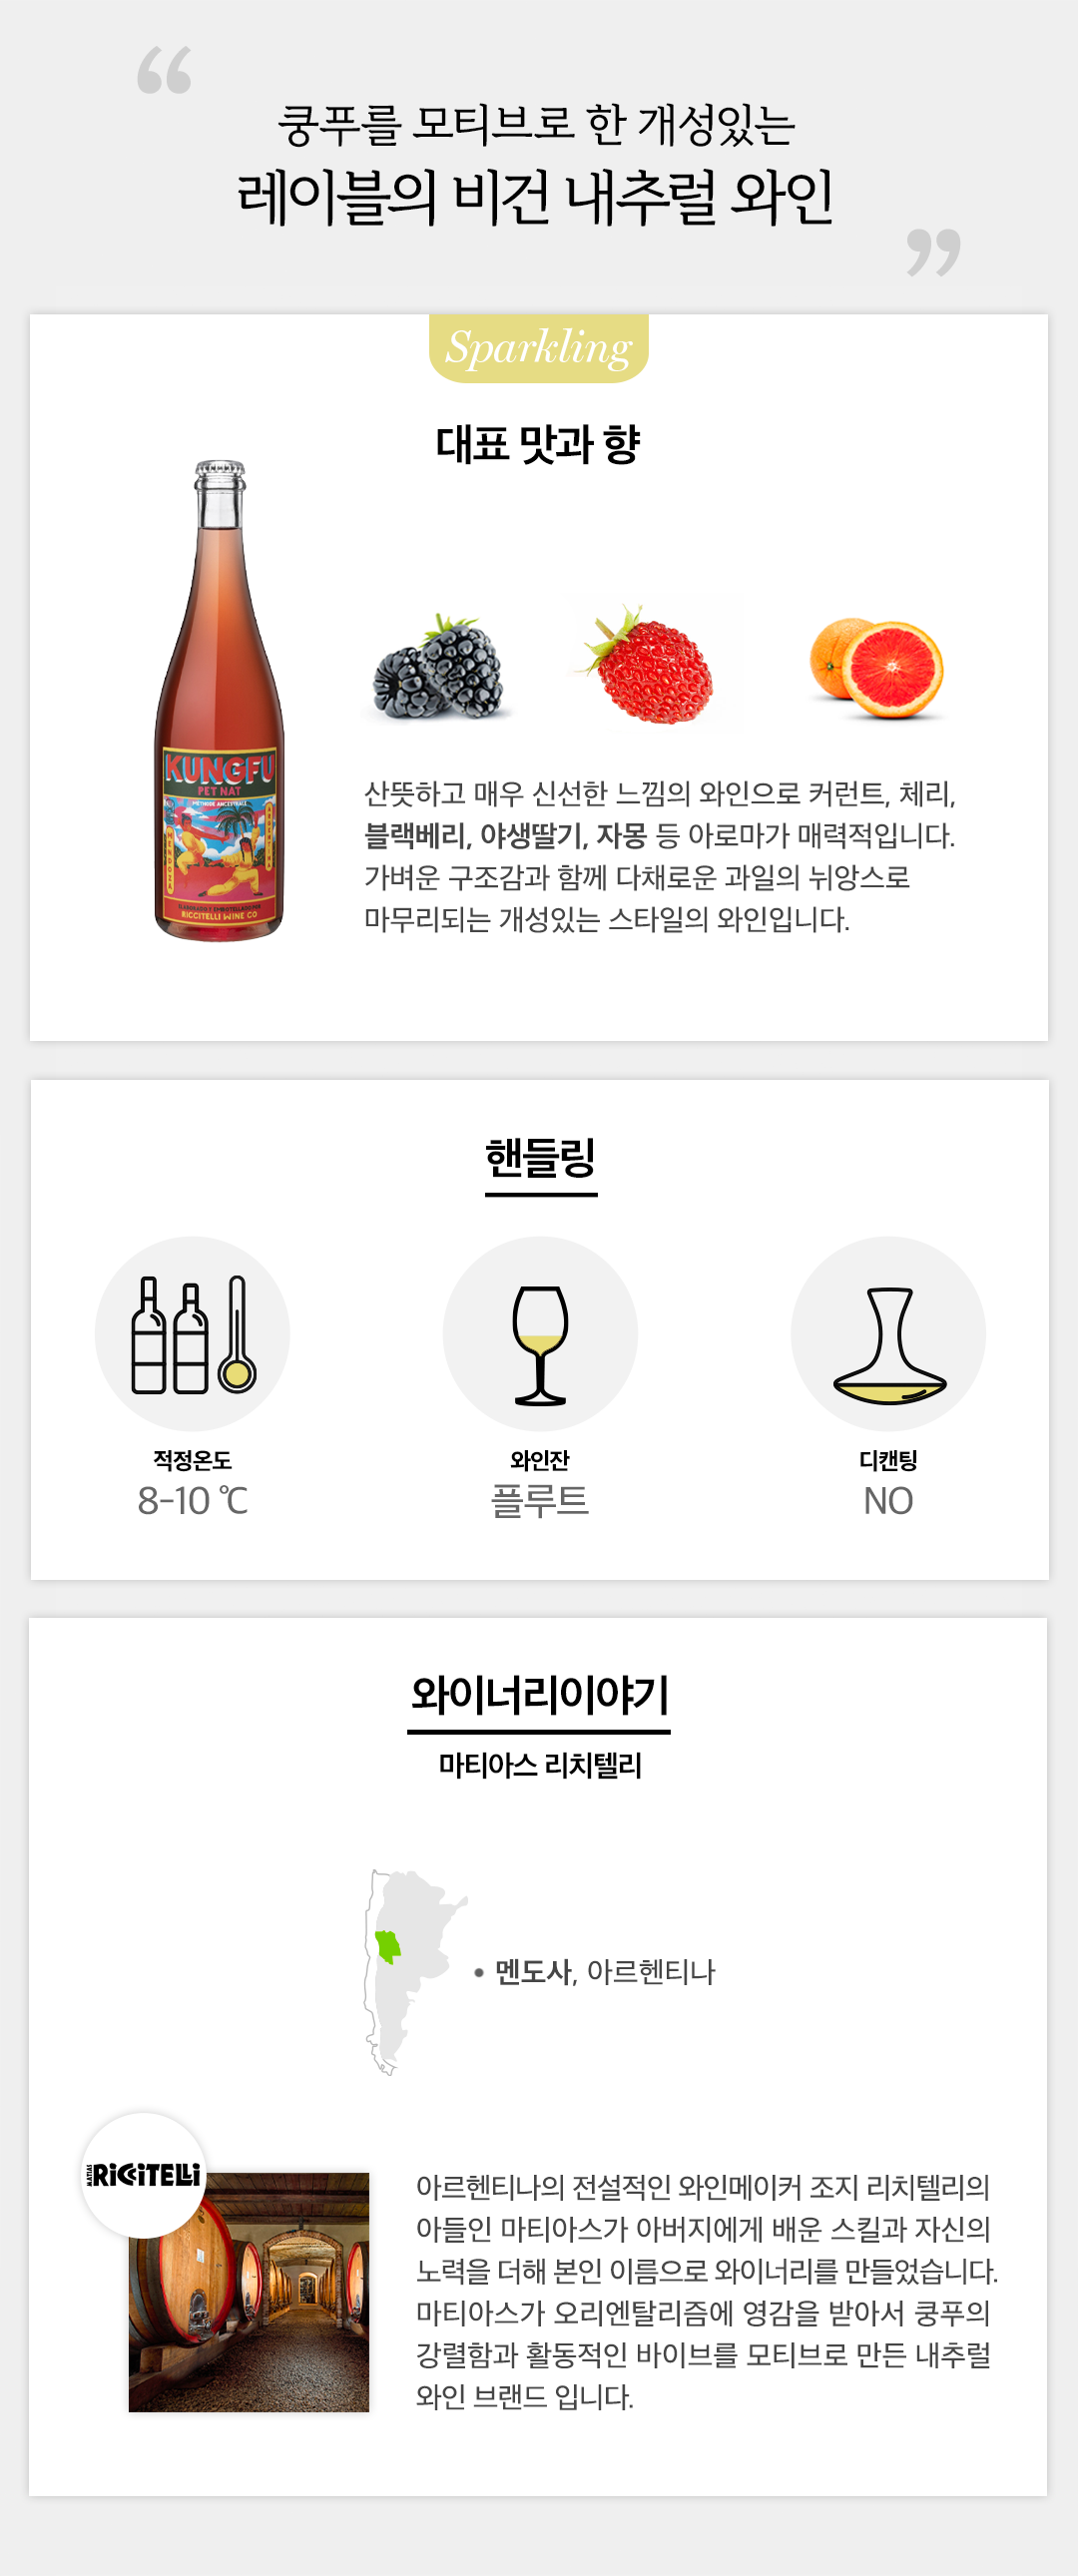 “
쿵푸를 모티브로 한 개성있는
레이블의 비건 내추럴 와인
”
Sparkling
대표 맛과 향
KUNGFU
PET NAT
MÉTHODE ANCESTRALE
MENDOZA
ARGENTINA
RICCITELLI WINE CO
산뜻하고 매우 신선한 느낌의 와인으로 커런트, 체리,
블랙베리, 야생딸기, 자몽 등 아로마가 매력적입니다.
가벼운 구조감과 함께 다채로운 과일의 뉘앙스로
마무리되는 개성있는 스타일의 와인입니다.
핸들링
적정온도
8-10 ℃
와인잔
플루트
디캔팅
NO
와이너리이야기
마티아스 리치텔리
• 멘도사, 아르헨티나
MATIAS RICCITELLI
아르헨티나의 전설적인 와인메이커 조지 리치텔리의
아들인 마티아스가 아버지에게 배운 스킬과 자신의
노력을 더해 본인 이름으로 와이너리를 만들었습니다.
마티아스가 오리엔탈리즘에 영감을 받아서 쿵푸의
강렬함과 활동적인 바이브를 모티브로 만든 내추럴
와인 브랜드 입니다.